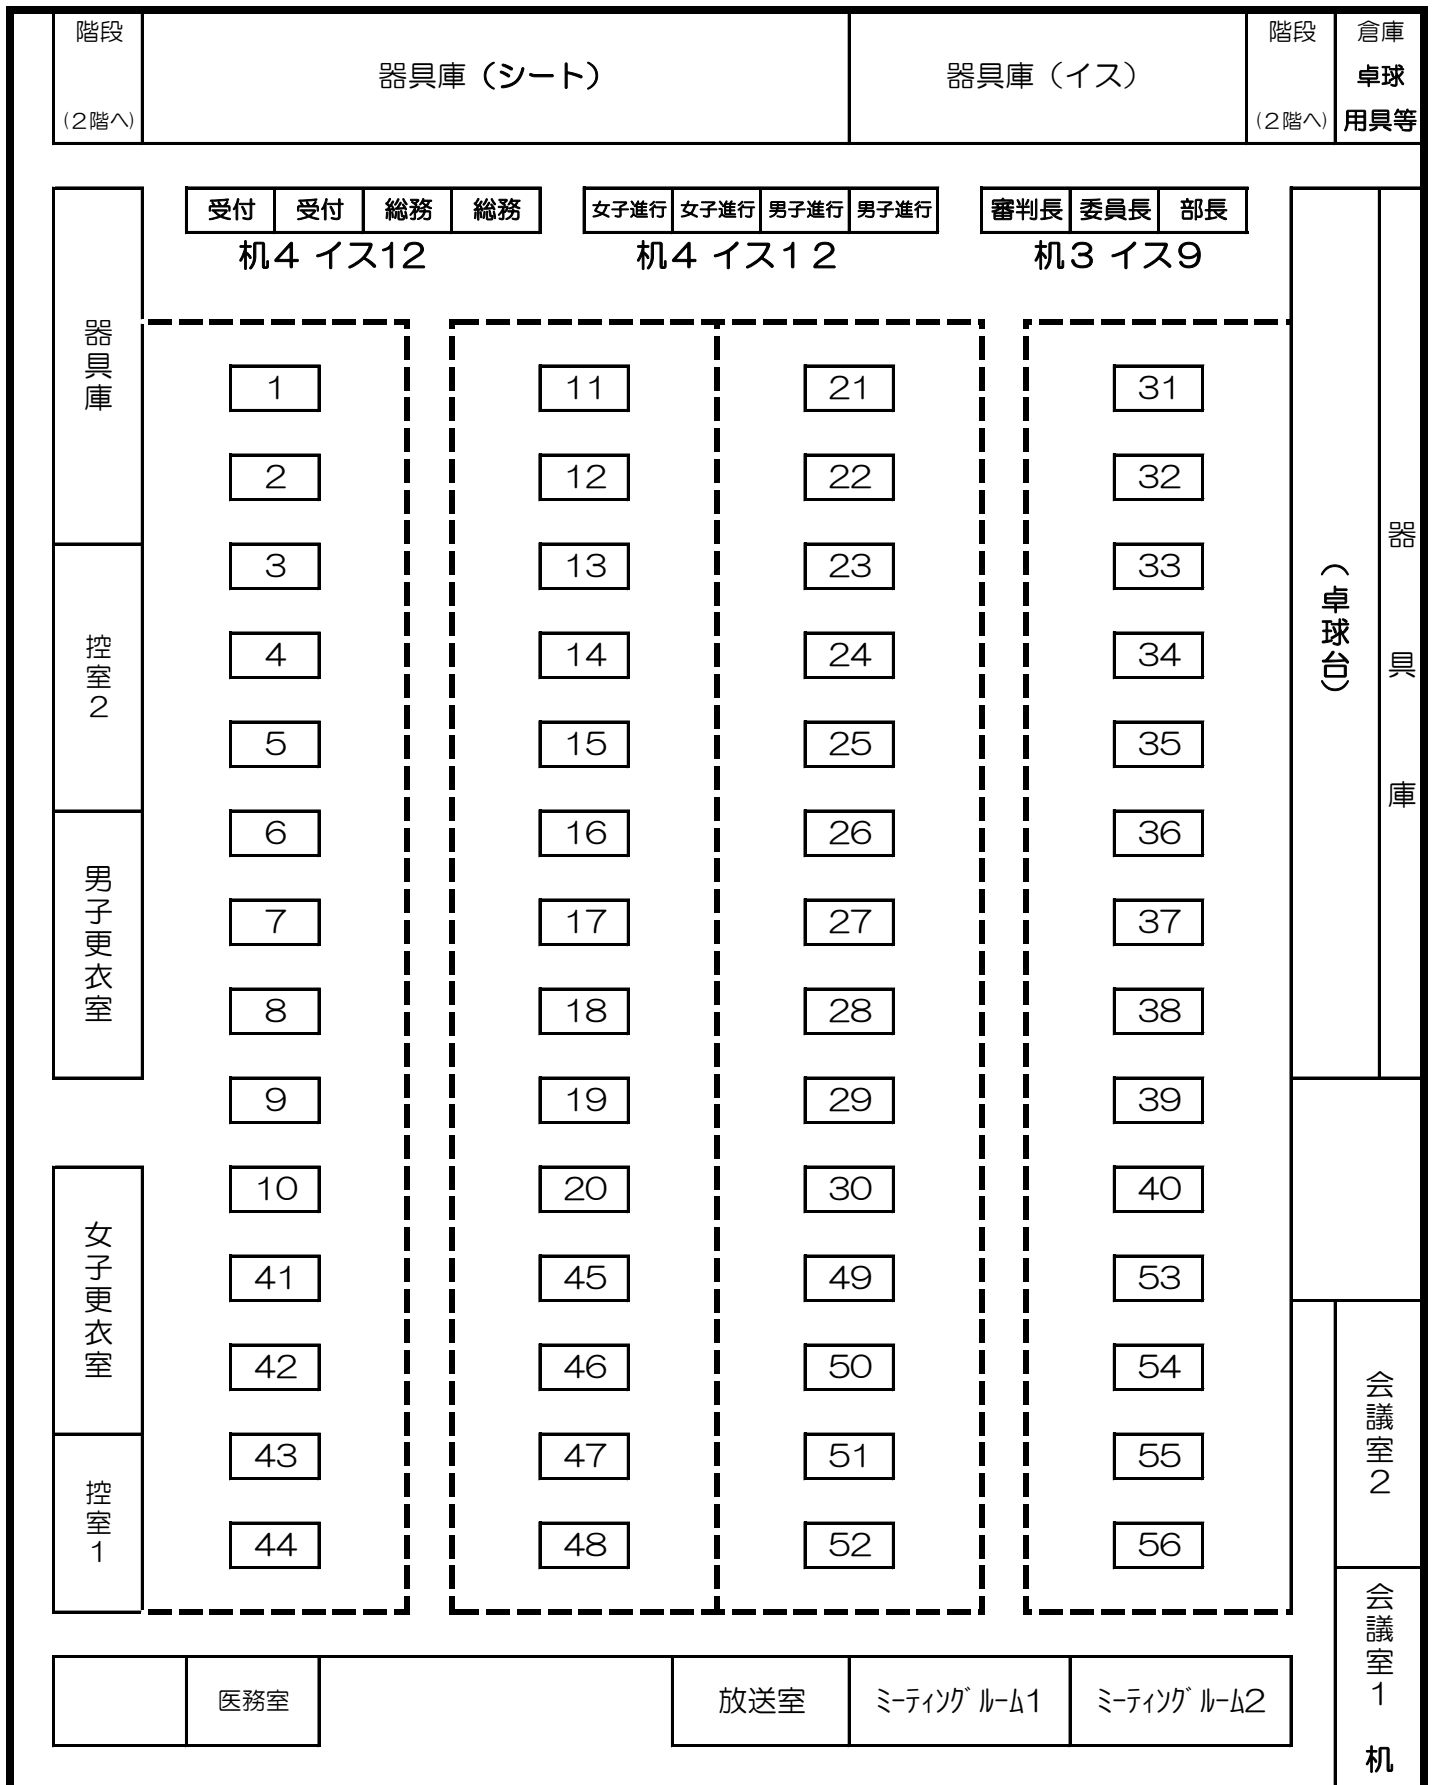 階段
(2階へ)
器具庫（シート）
器具庫（イス）
階段
(2階へ)
倉庫
卓球
用具等
受付 受付 総務 総務
机4 イス12
女子進行 女子進行 男子進行 男子進行
机4 イス12
審判長 委員長 部長
机3 イス9
器具庫
控室2
男子更衣室
女子更衣室
控室1
1 11 21 31
2 12 22 32
3 13 23 33
4 14 24 34
5 15 25 35
6 16 26 36
7 17 27 37
8 18 28 38
9 19 29 39
10 20 30 40
41 45 49 53
42 46 50 54
43 47 51 55
44 48 52 56
（卓球台）
器具庫
会議室2
会議室1
机
医務室
放送室
ﾐｰﾃｨﾝｸﾞﾙｰﾑ1
ﾐｰﾃｨﾝｸﾞﾙｰﾑ2